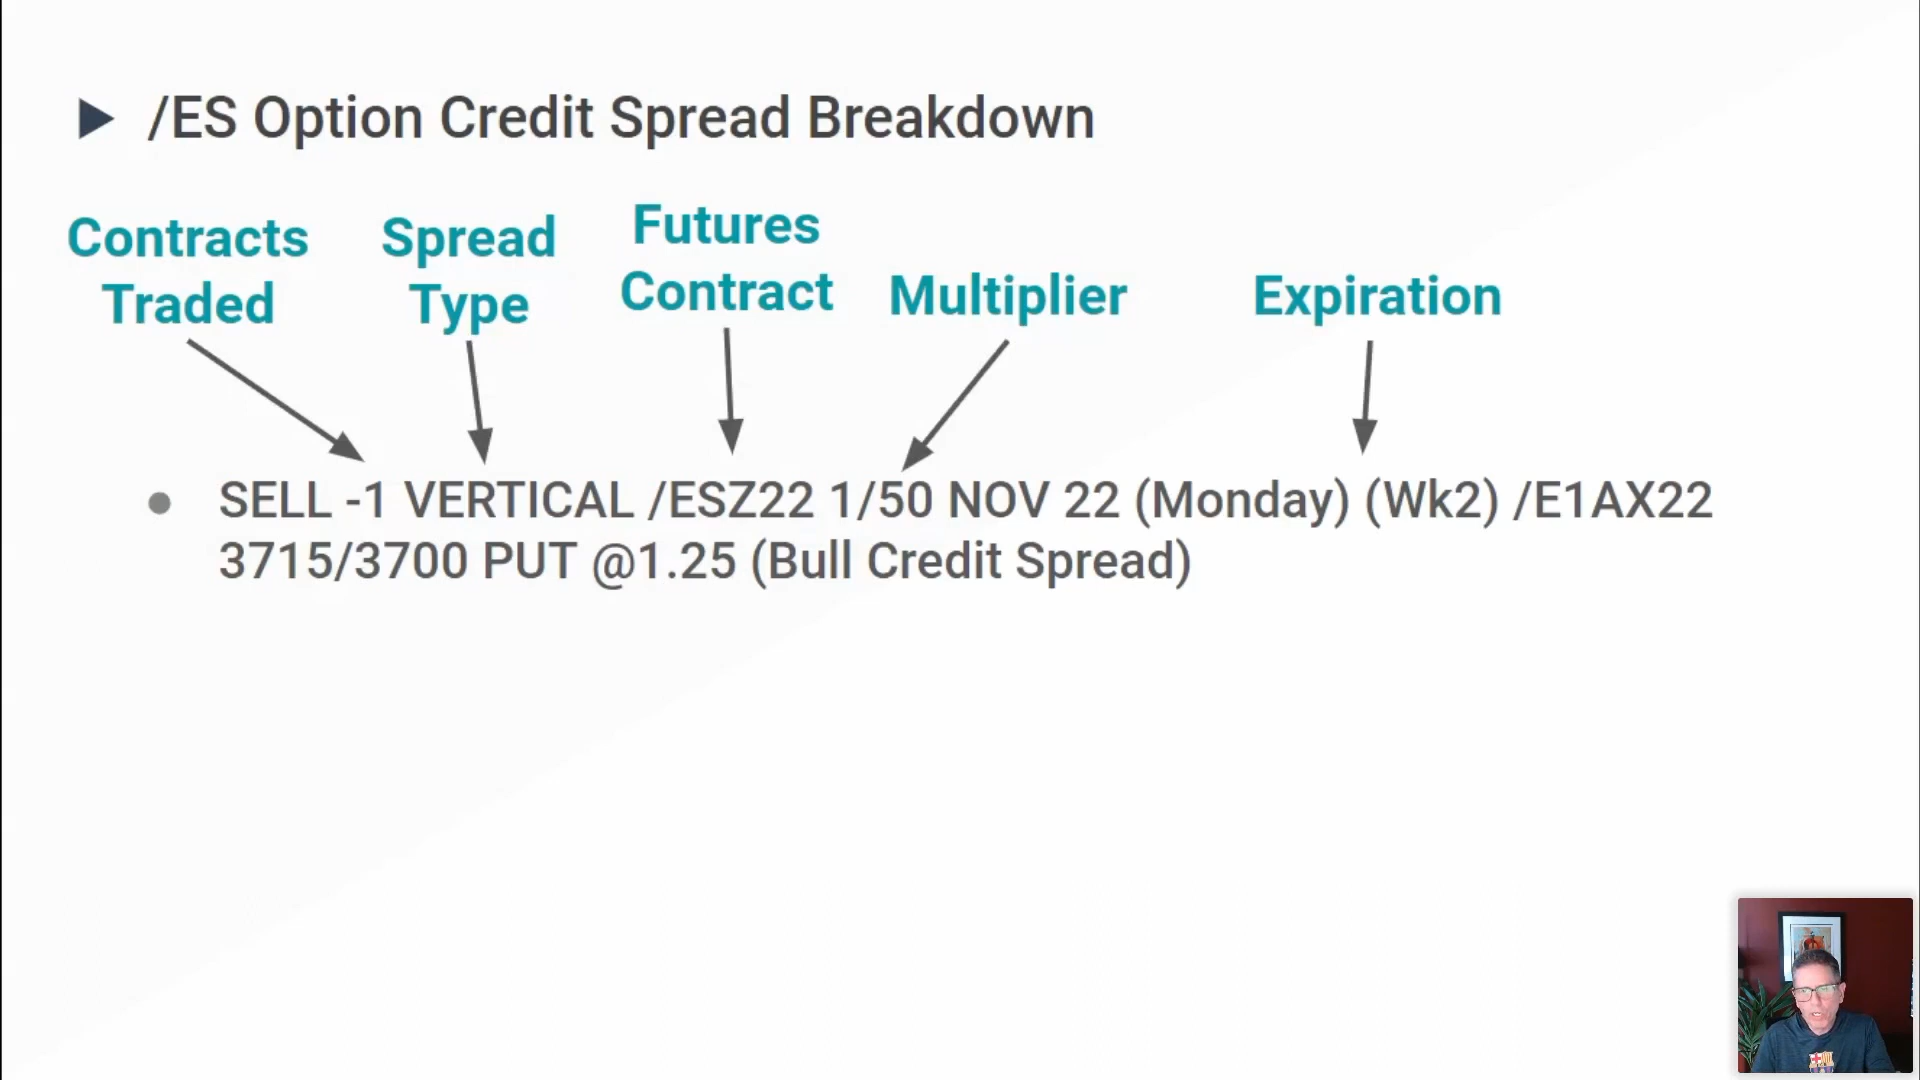 /ES Option Credit Spread Breakdown
Contracts
Traded
Spread
Type
Futures
Contract
Multiplier
Expiration
SELL -1 VERTICAL /ESZ22 1/50 NOV 22 (Monday) (Wk2) /E1AX22
3715/3700 PUT @1.25 (Bull Credit Spread)